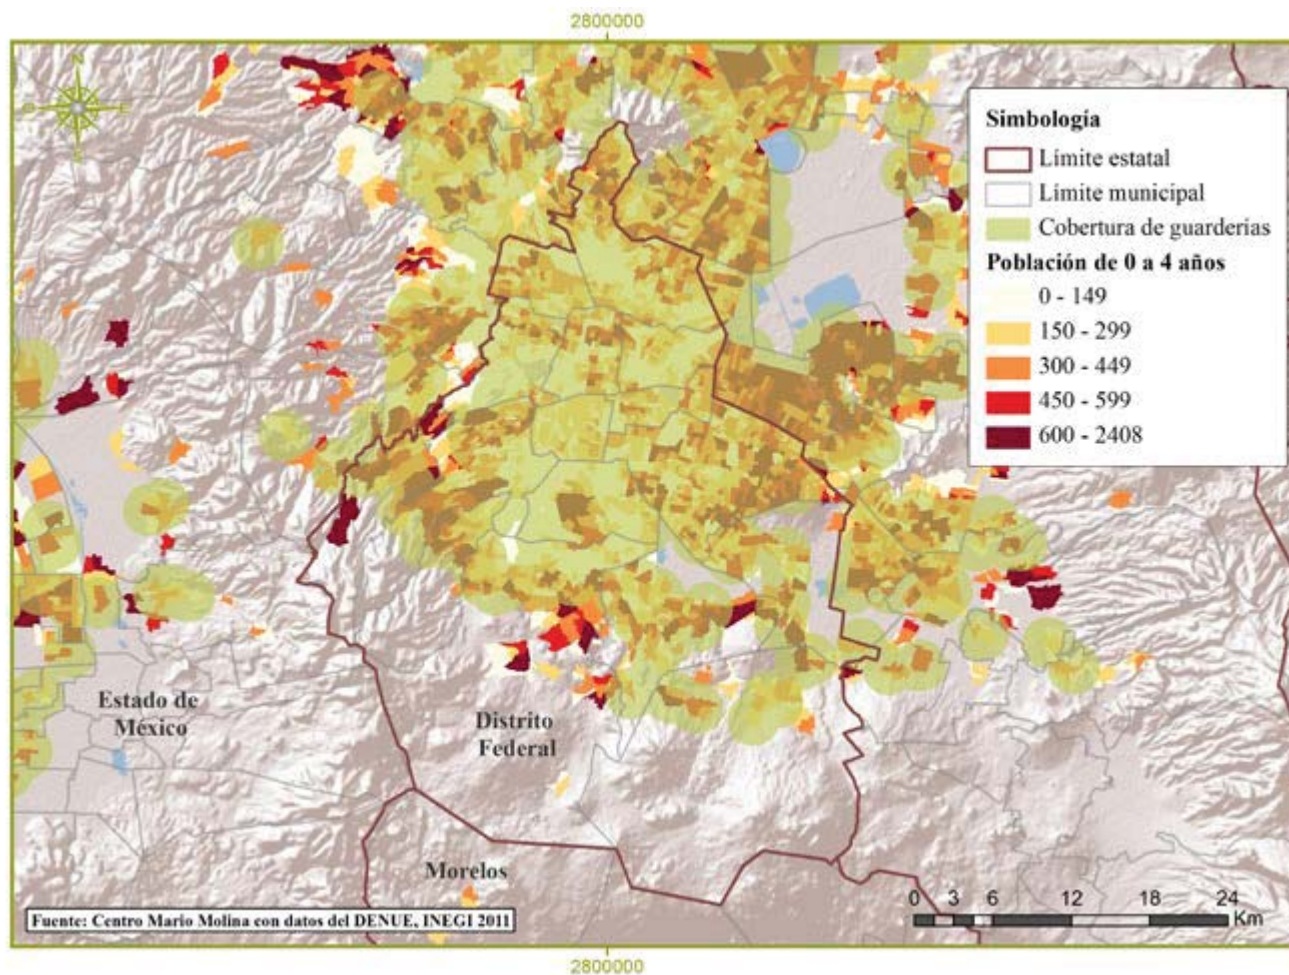 2800000
N
Simbología
Límite estatal
Límite municipal
Cobertura de guarderías
Población de 0 a 4 años
0 - 149
150 - 299
300 - 449
450 - 599
600 - 2408
Estado de
México
Distrito
Federal
Morelos
0 3 6 12 18 24
Km
Fuente: Centro Mario Molina con datos del DENUE, INEGI 2011
2800000